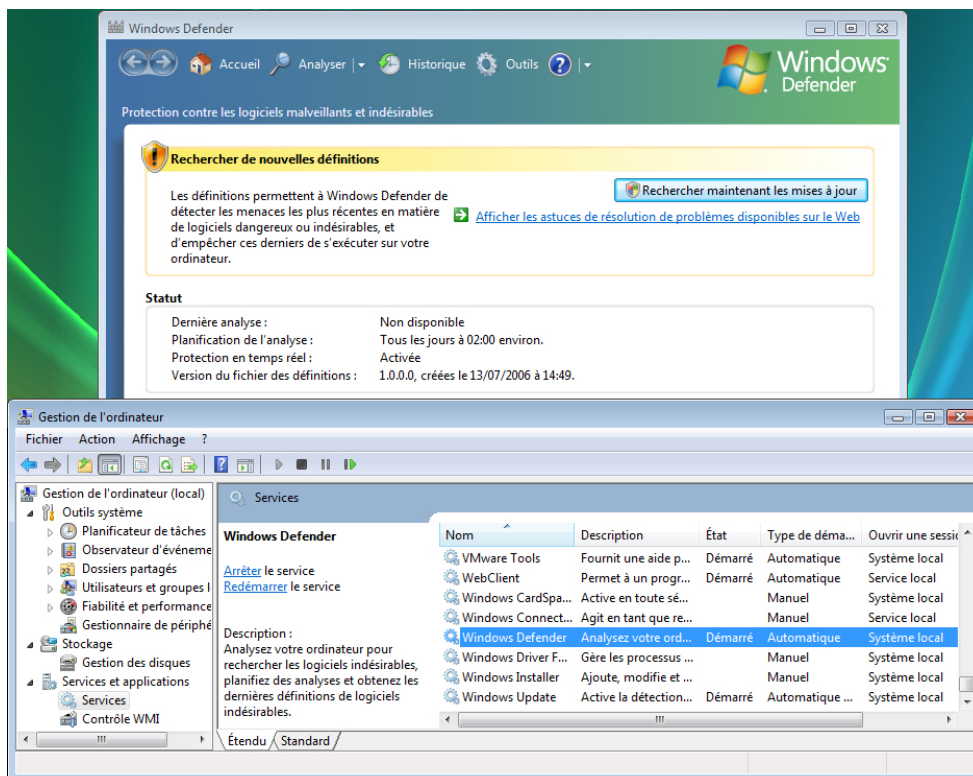 Windows Defender
Accueil Analyser Historique Outils ?
Windows
Defender
Protection contre les logiciels malveillants et indésirables
Rechercher de nouvelles définitions
Les définitions permettent à Windows Defender de
détecter les menaces les plus récentes en matière
de logiciels dangereux ou indésirables, et
d'empêcher ces derniers de s'exécuter sur votre
ordinateur.
Rechercher maintenant les mises à jour
Afficher les astuces de résolution de problèmes disponibles sur le Web
Statut
Dernière analyse : Non disponible
Planification de l'analyse : Tous les jours à 02:00 environ.
Protection en temps réel : Activée
Version du fichier des définitions : 1.0.0.0, créées le 13/07/2006 à 14:49.
Gestion de l'ordinateur
Fichier Action Affichage ?
Gestion de l'ordinateur (local)
Outils système
Planificateur de tâches
Observateur d'événeme
Dossiers partagés
Utilisateurs et groupes l
Fiabilité et performance
Gestionnaire de périphé
Stockage
Gestion des disques
Services et applications
Services
Contrôle WMI
Services
Windows Defender
Arrêter le service
Redémarrer le service
Description :
Analysez votre ordinateur pour
rechercher les logiciels indésirables,
planifiez des analyses et obtenez les
dernières définitions de logiciels
indésirables.
Nom Description État Type de déma... Ouvrir une sessio
VMware Tools Fournit une aide p... Démarré Automatique Système local
WebClient Permet à un progr... Démarré Automatique Service local
Windows CardSpa... Active en toute sé... Manuel Système local
Windows Connect... Agit en tant que re... Manuel Service local
Windows Defender Analysez votre ord... Démarré Automatique Système local
Windows Driver F... Gère les processus ... Manuel Système local
Windows Installer Ajoute, modifie et ... Manuel Système local
Windows Update Active la détection... Démarré Automatique ... Système local
Étendu Standard